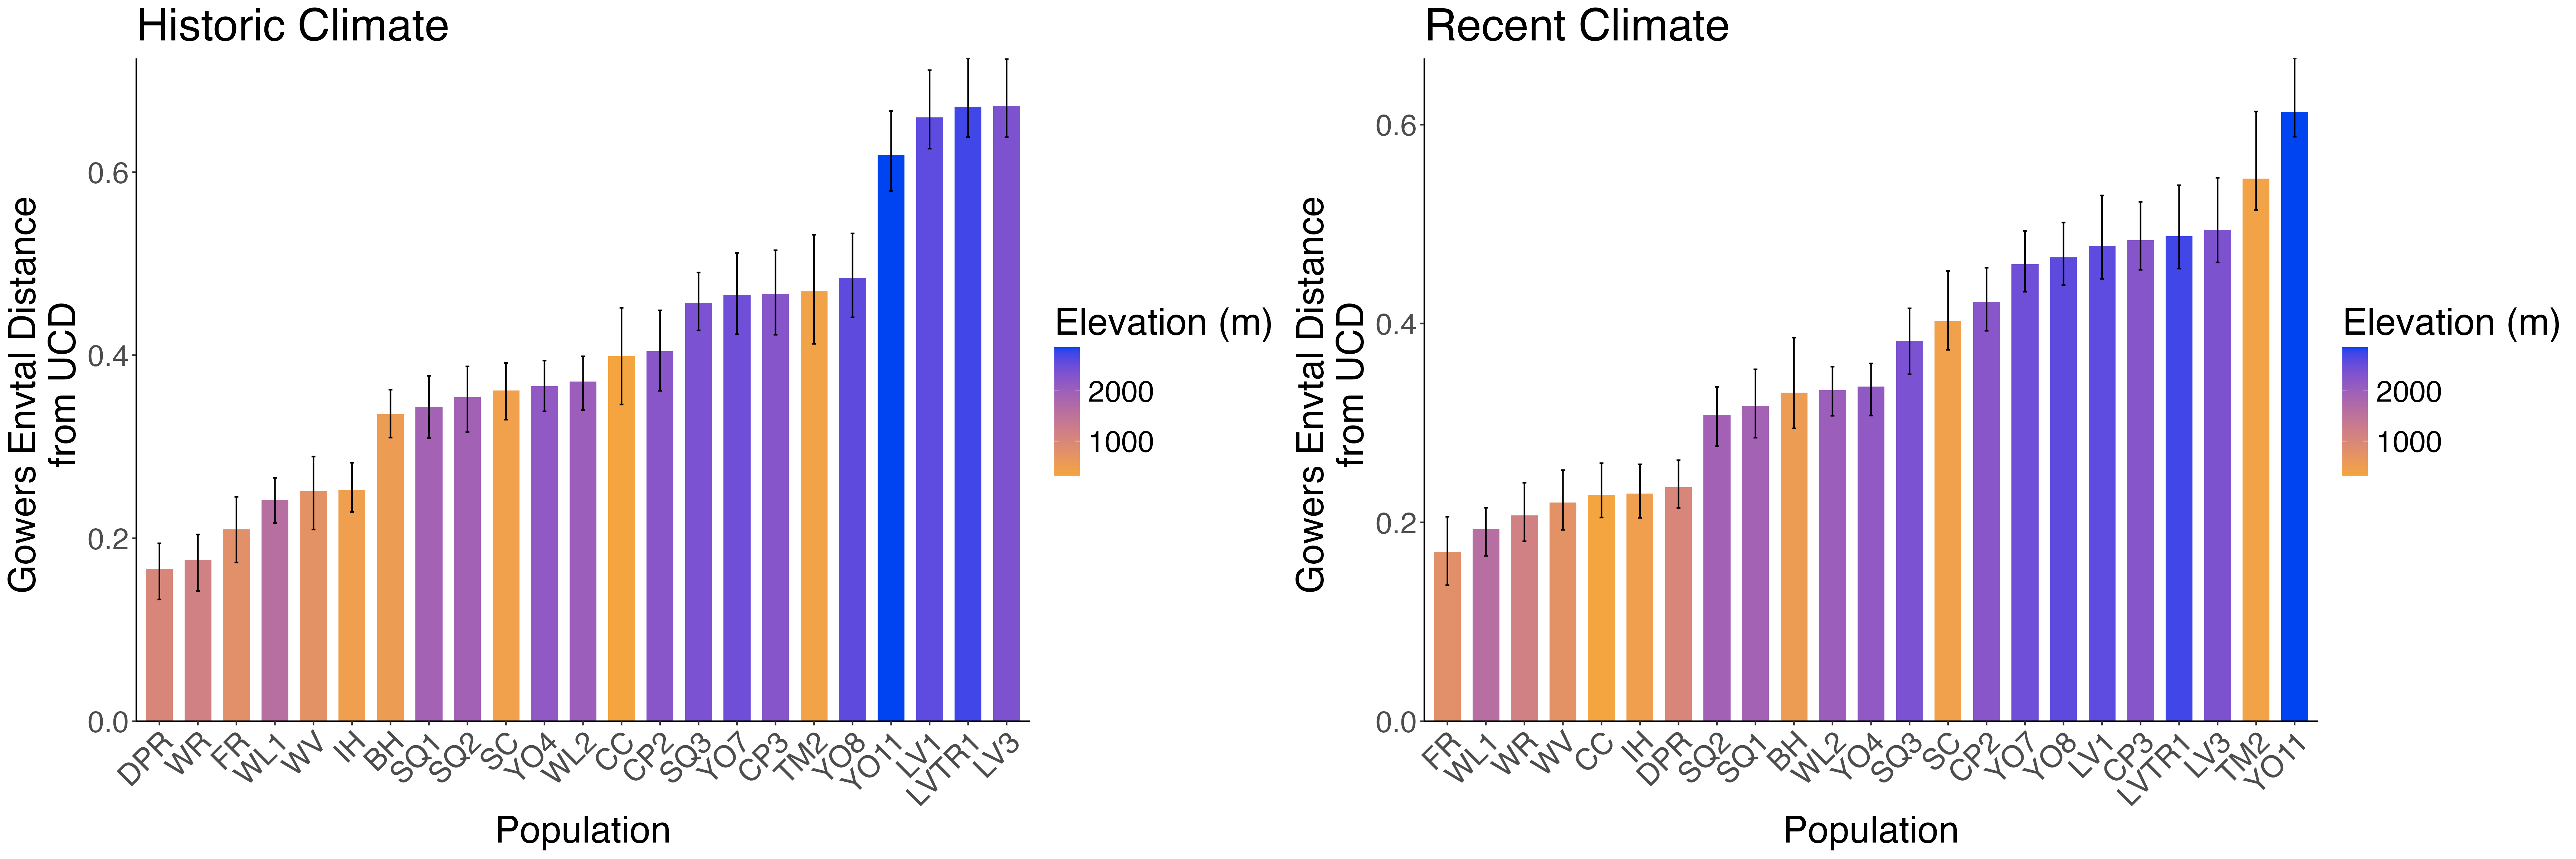 Historic Climate
Gowers Envtal Distance
from UCD
0.6
0.4
0.2
0.0
DPR
WR
FR
WL1
WV
IH
BH
SQ1
SQ2
SC
YO4
WL2
CC
CP2
SQ3
YO7
CP3
TM2
YO8
YO11
LV1
LVTR1
LV3
Population
Elevation (m)
2000
1000
Recent Climate
Gowers Envtal Distance
from UCD
0.6
0.4
0.2
0.0
FR
WL1
WR
WV
CC
IH
DPR
SQ2
SQ1
BH
WL2
YO4
SQ3
SC
CP2
YO7
YO8
LV1
CP3
LVTR1
LV3
TM2
YO11
Population
Elevation (m)
2000
1000